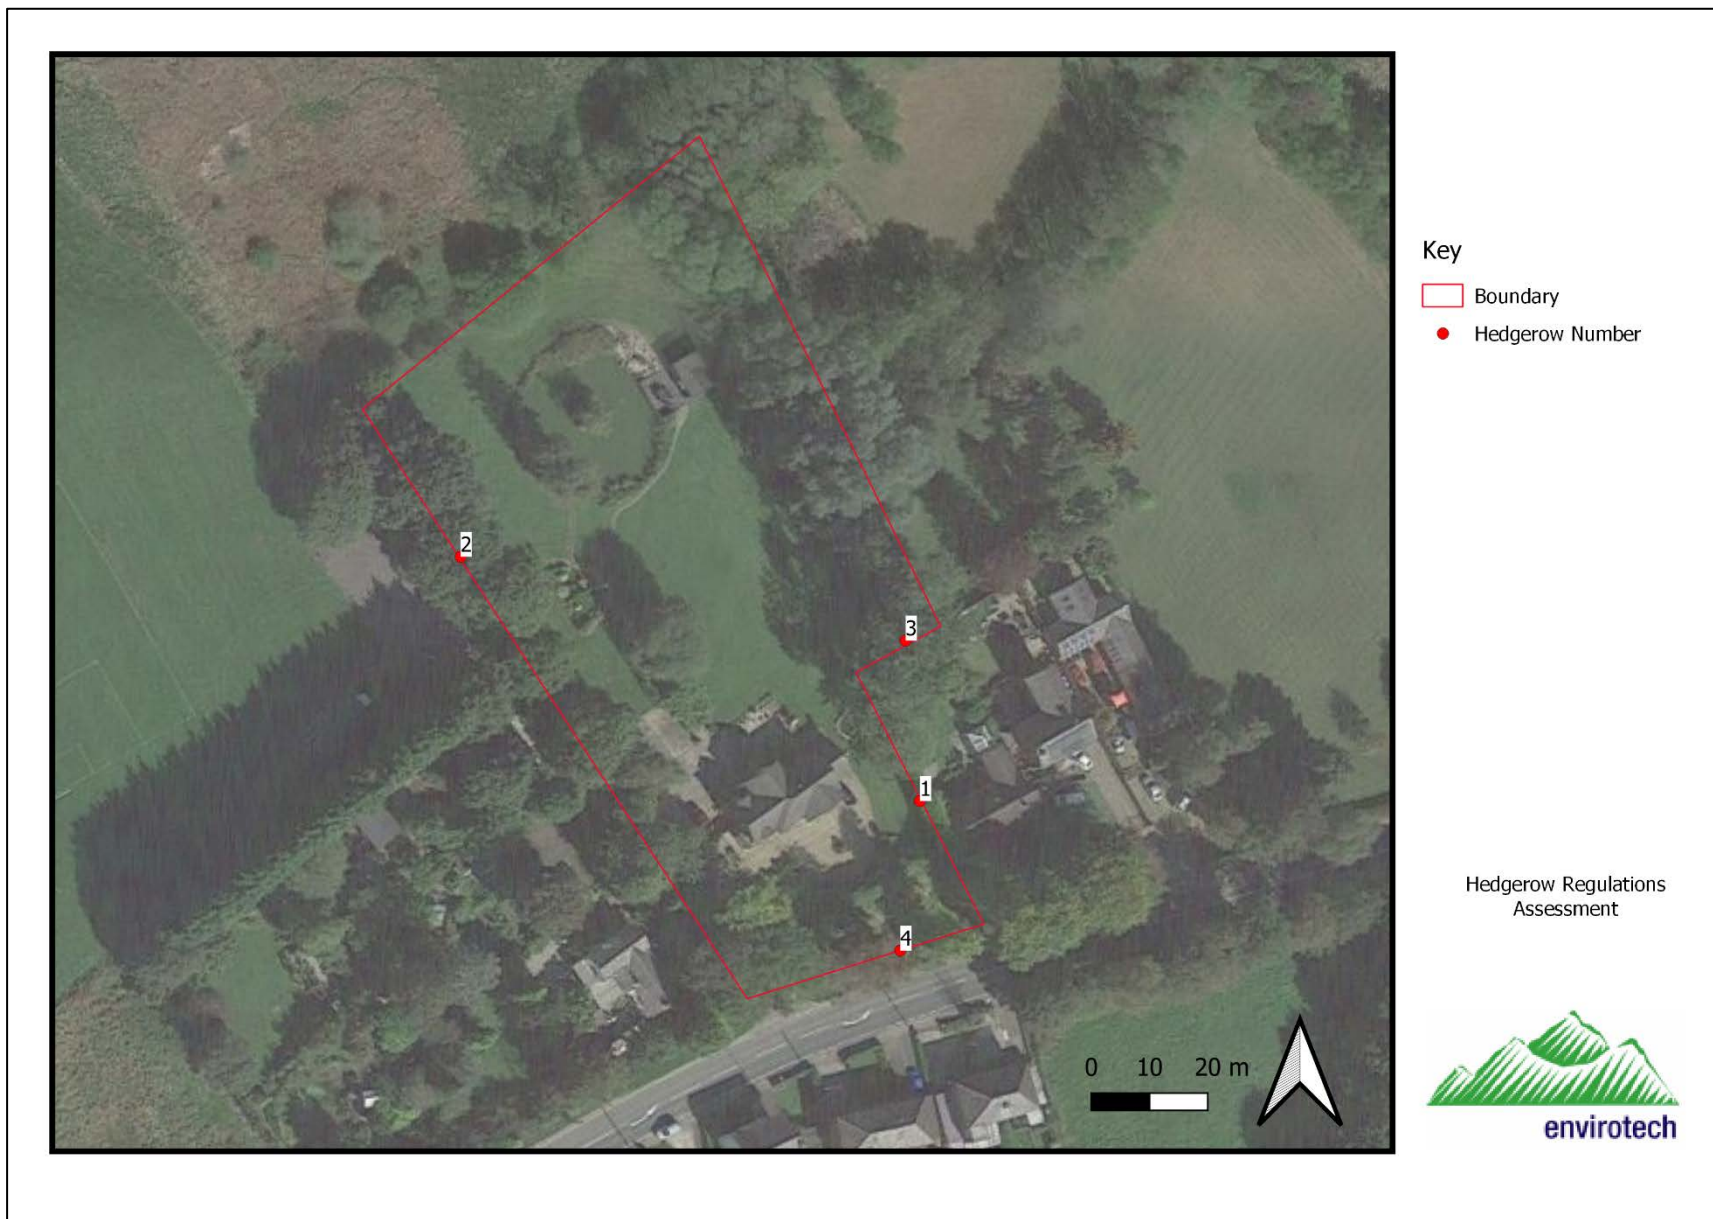 Key
Boundary
Hedgerow Number
2
3
1
4
0 10 20 m
Hedgerow Regulations
Assessment
envirotech